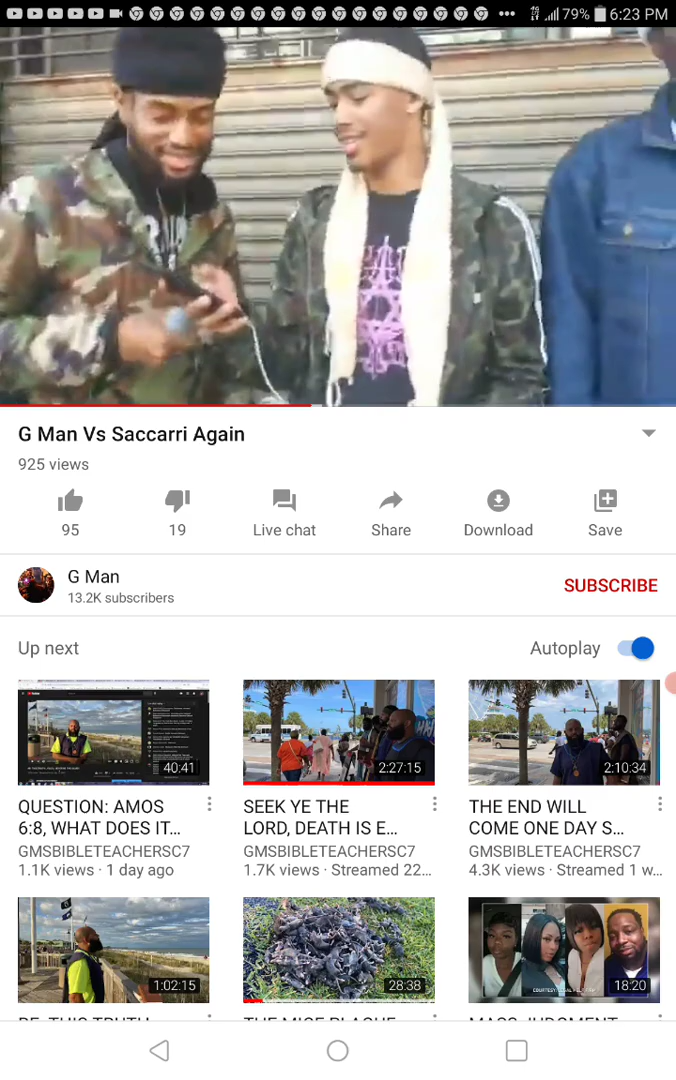 79% 6:23 PM
G Man Vs Saccarri Again
925 views
95
19
Live chat
Share
Download
Save
G Man
13.2K subscribers
SUBSCRIBE
Up next
Autoplay
40:41
2:27:15
2:10:34
QUESTION: AMOS
6:8, WHAT DOES IT...
GMSBIBLETEACHERSC7
1.1K views · 1 day ago
SEEK YE THE
LORD, DEATH IS E...
GMSBIBLETEACHERSC7
1.7K views · Streamed 22...
THE END WILL
COME ONE DAY S...
GMSBIBLETEACHERSC7
4.3K views · Streamed 1 w...
1:02:15
28:38
18:20